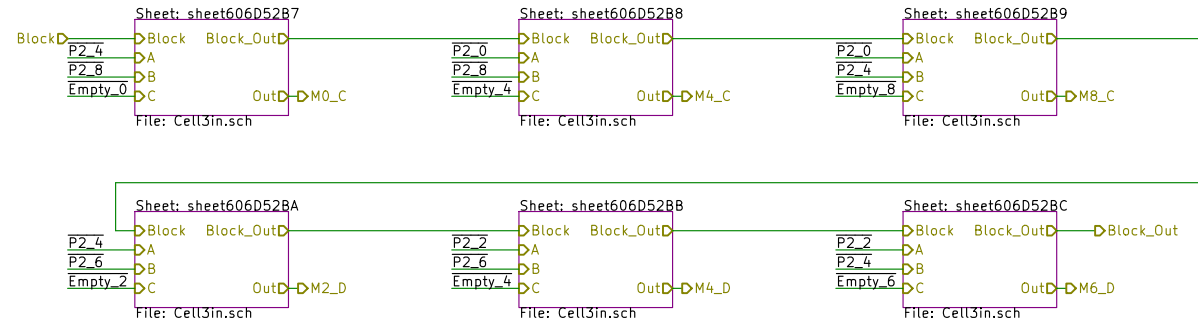 Sheet: sheet606D52B7
Block
Block
Block_Out
P2_4
A
P2_8
B
Empty_0
C
Out
M0_C
File: Cell3in.sch
Sheet: sheet606D52B8
Block
Block_Out
P2_0
A
P2_8
B
Empty_4
C
Out
M4_C
File: Cell3in.sch
Sheet: sheet606D52B9
Block
Block_Out
P2_0
A
P2_4
B
Empty_8
C
Out
M8_C
File: Cell3in.sch
Sheet: sheet606D52BA
Block
Block_Out
P2_4
A
P2_6
B
Empty_2
C
Out
M2_D
File: Cell3in.sch
Sheet: sheet606D52BB
Block
Block_Out
P2_2
A
P2_6
B
Empty_4
C
Out
M4_D
File: Cell3in.sch
Sheet: sheet606D52BC
Block
Block_Out
Block_Out
P2_2
A
P2_4
B
Empty_6
C
Out
M6_D
File: Cell3in.sch